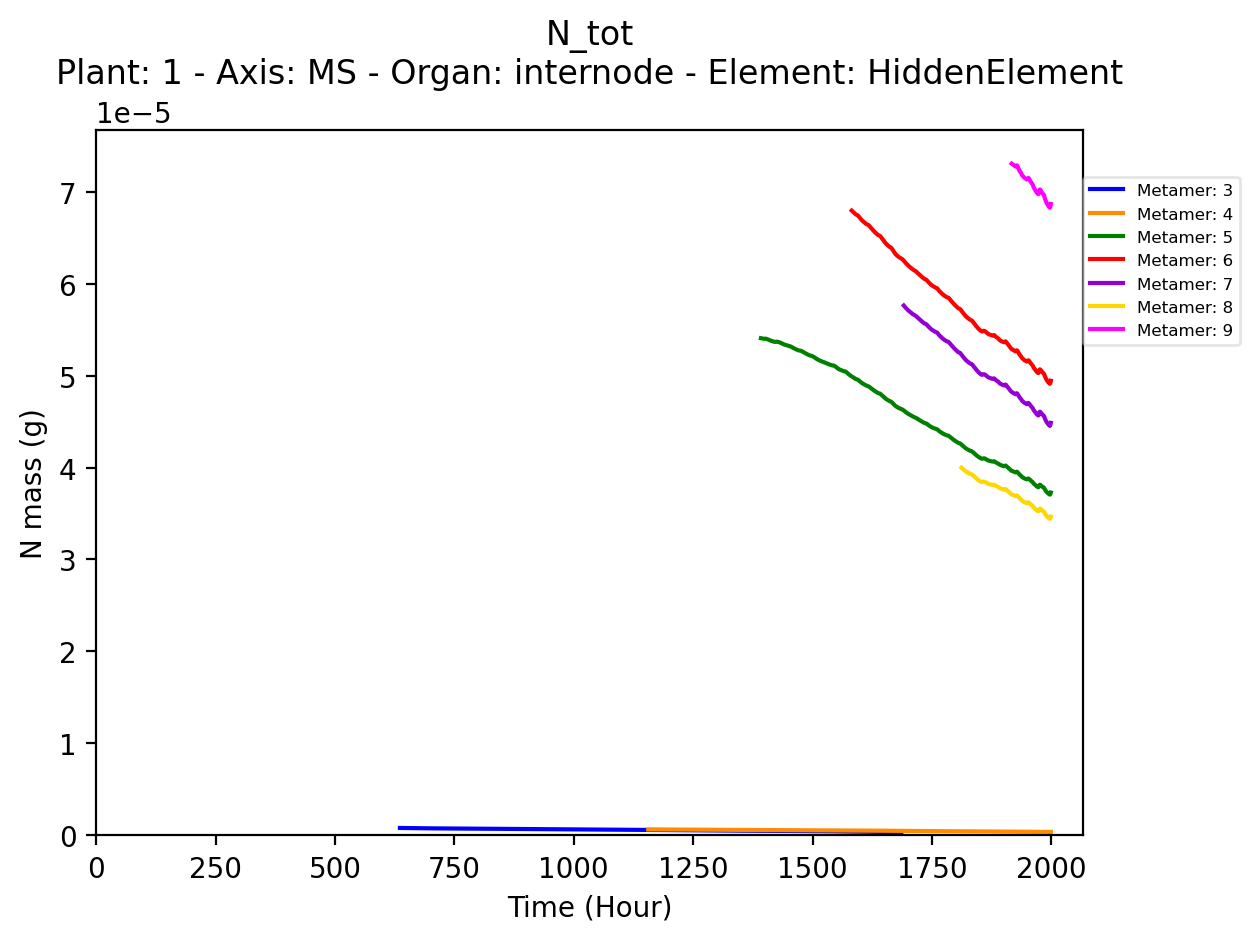 N_tot
Plant: 1 - Axis: MS - Organ: internode - Element: HiddenElement
1e−5
7
6
5
4
3
2
1
0
N mass (g)
0 250 500 750 1000 1250 1500 1750 2000
Time (Hour)
Metamer: 3
Metamer: 4
Metamer: 5
Metamer: 6
Metamer: 7
Metamer: 8
Metamer: 9